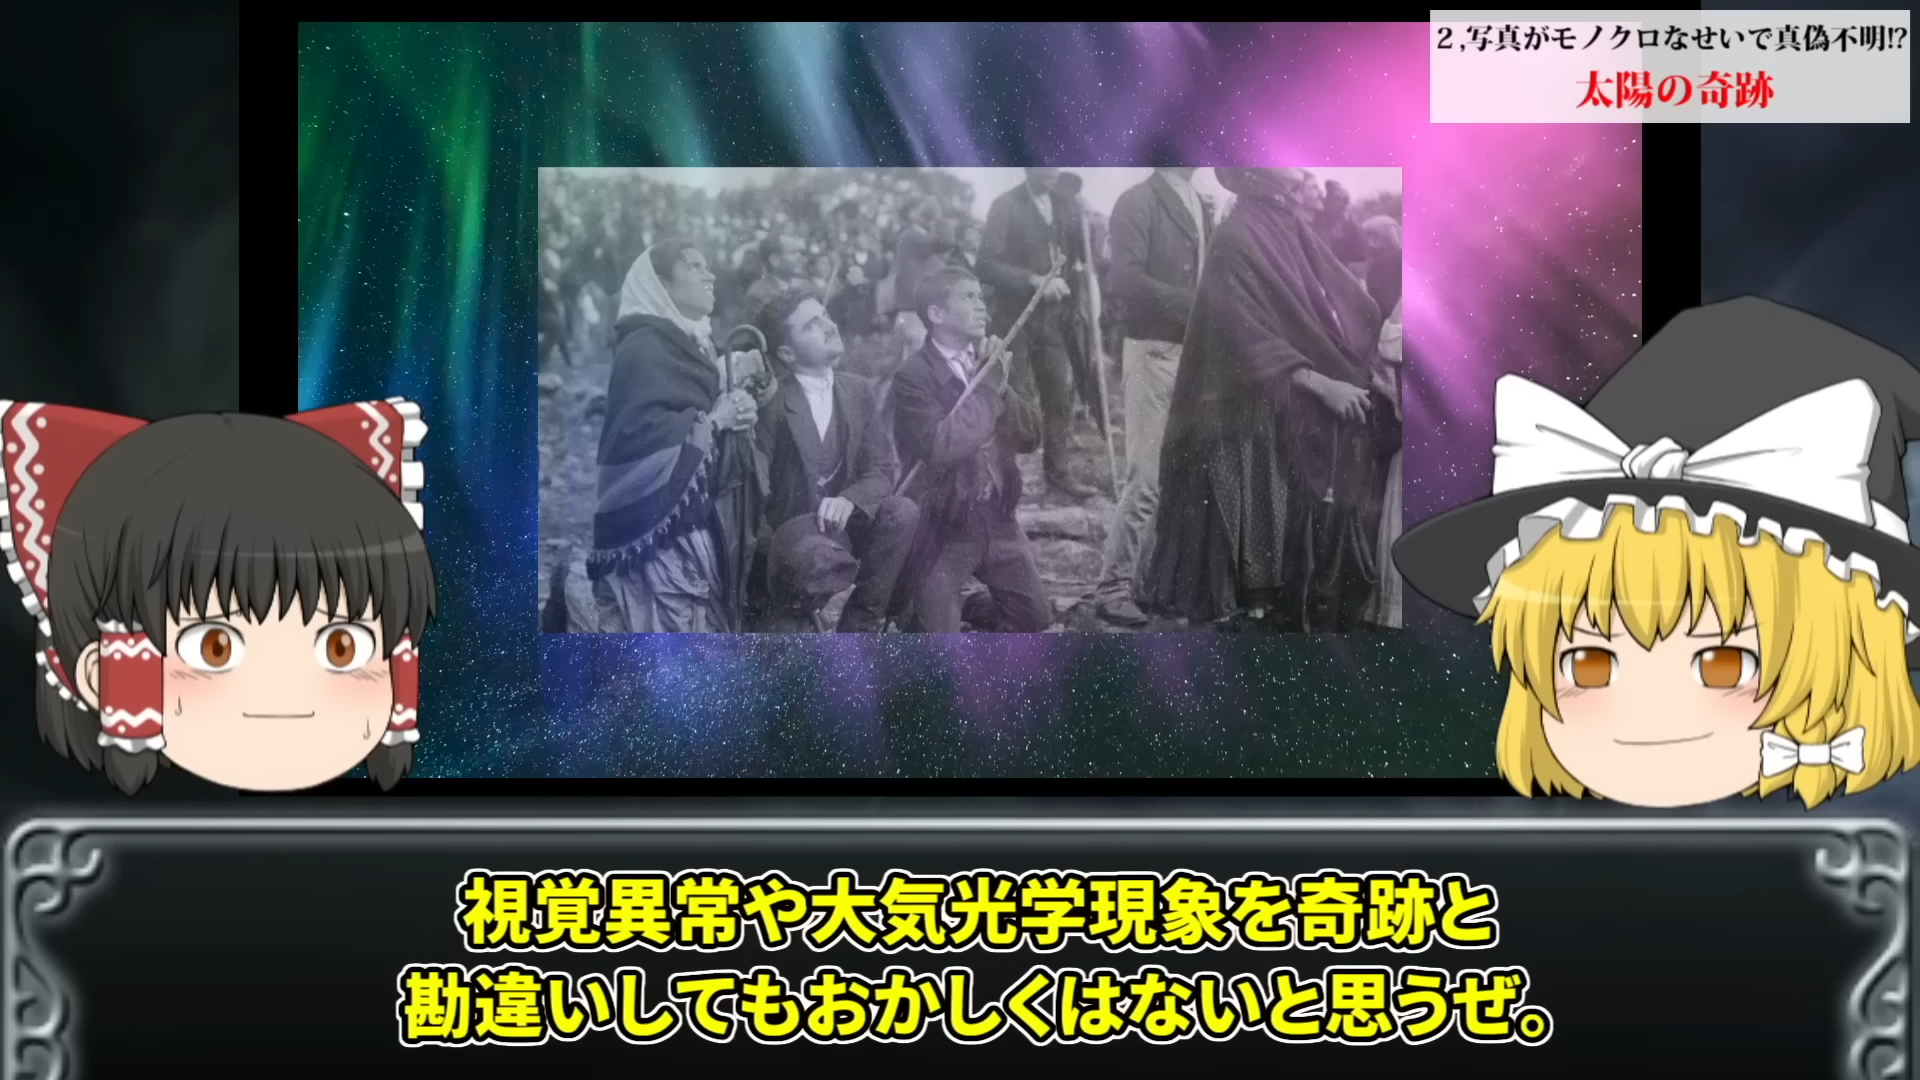 2,写真がモノクロなせいで真偽不明!?
太陽の奇跡
視覚異常や大気光学現象を奇跡と
勘違いしてもおかしくはないと思うぜ。